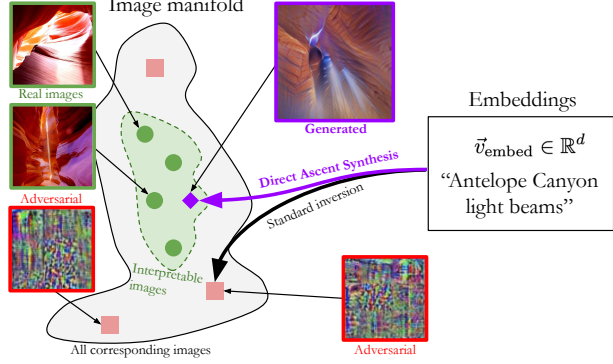 Image manifold
Real images
Adversarial
Generated
Embeddings
v⃗embed ∈ ℝᵈ
“Antelope Canyon
light beams”
Direct Ascent Synthesis
Standard inversion
Interpretable
images
All corresponding images
Adversarial